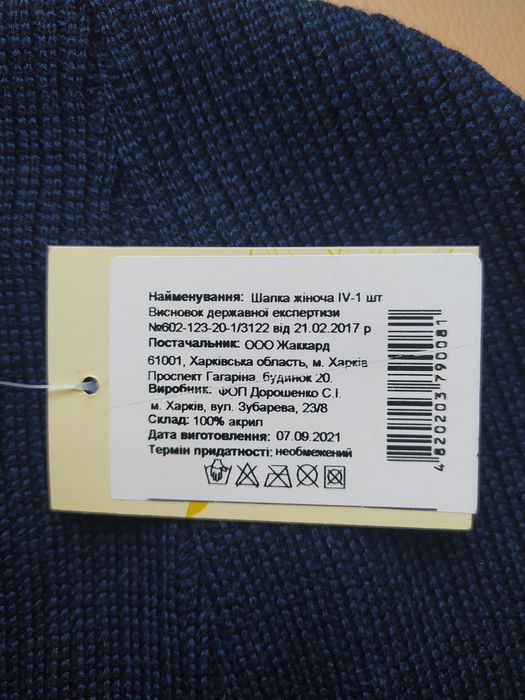 Найменування: Шапка жіноча IV-1 шт
Висновок державної експертизи
№602-123-20-1/3122 від 21.02.2017 р
Постачальник: ООО Жаккард
61001, Харківська область, м. Харків
Проспект Гагаріна, будинок 20.
Виробник: ФОП Дорошенко С.І.
м. Харків, вул. Зубарева, 23/8
Склад: 100% акрил
Дата виготовлення: 07.09.2021
Термін придатності: необмежений
4820203790081